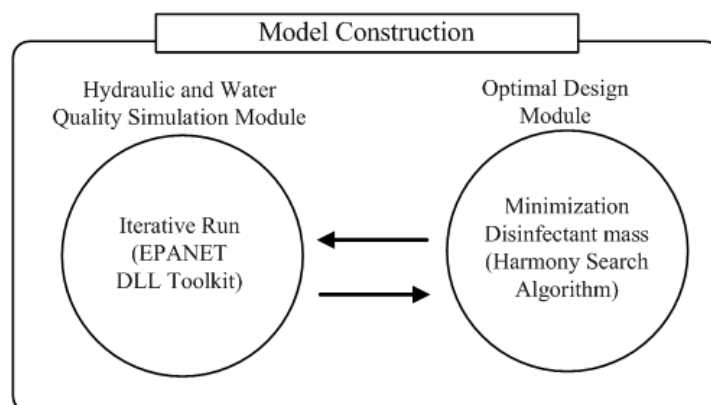 Model Construction
Hydraulic and Water
Quality Simulation Module
Iterative Run
(EPANET
DLL Toolkit)
Optimal Design
Module
Minimization
Disinfectant mass
(Harmony Search
Algorithm)